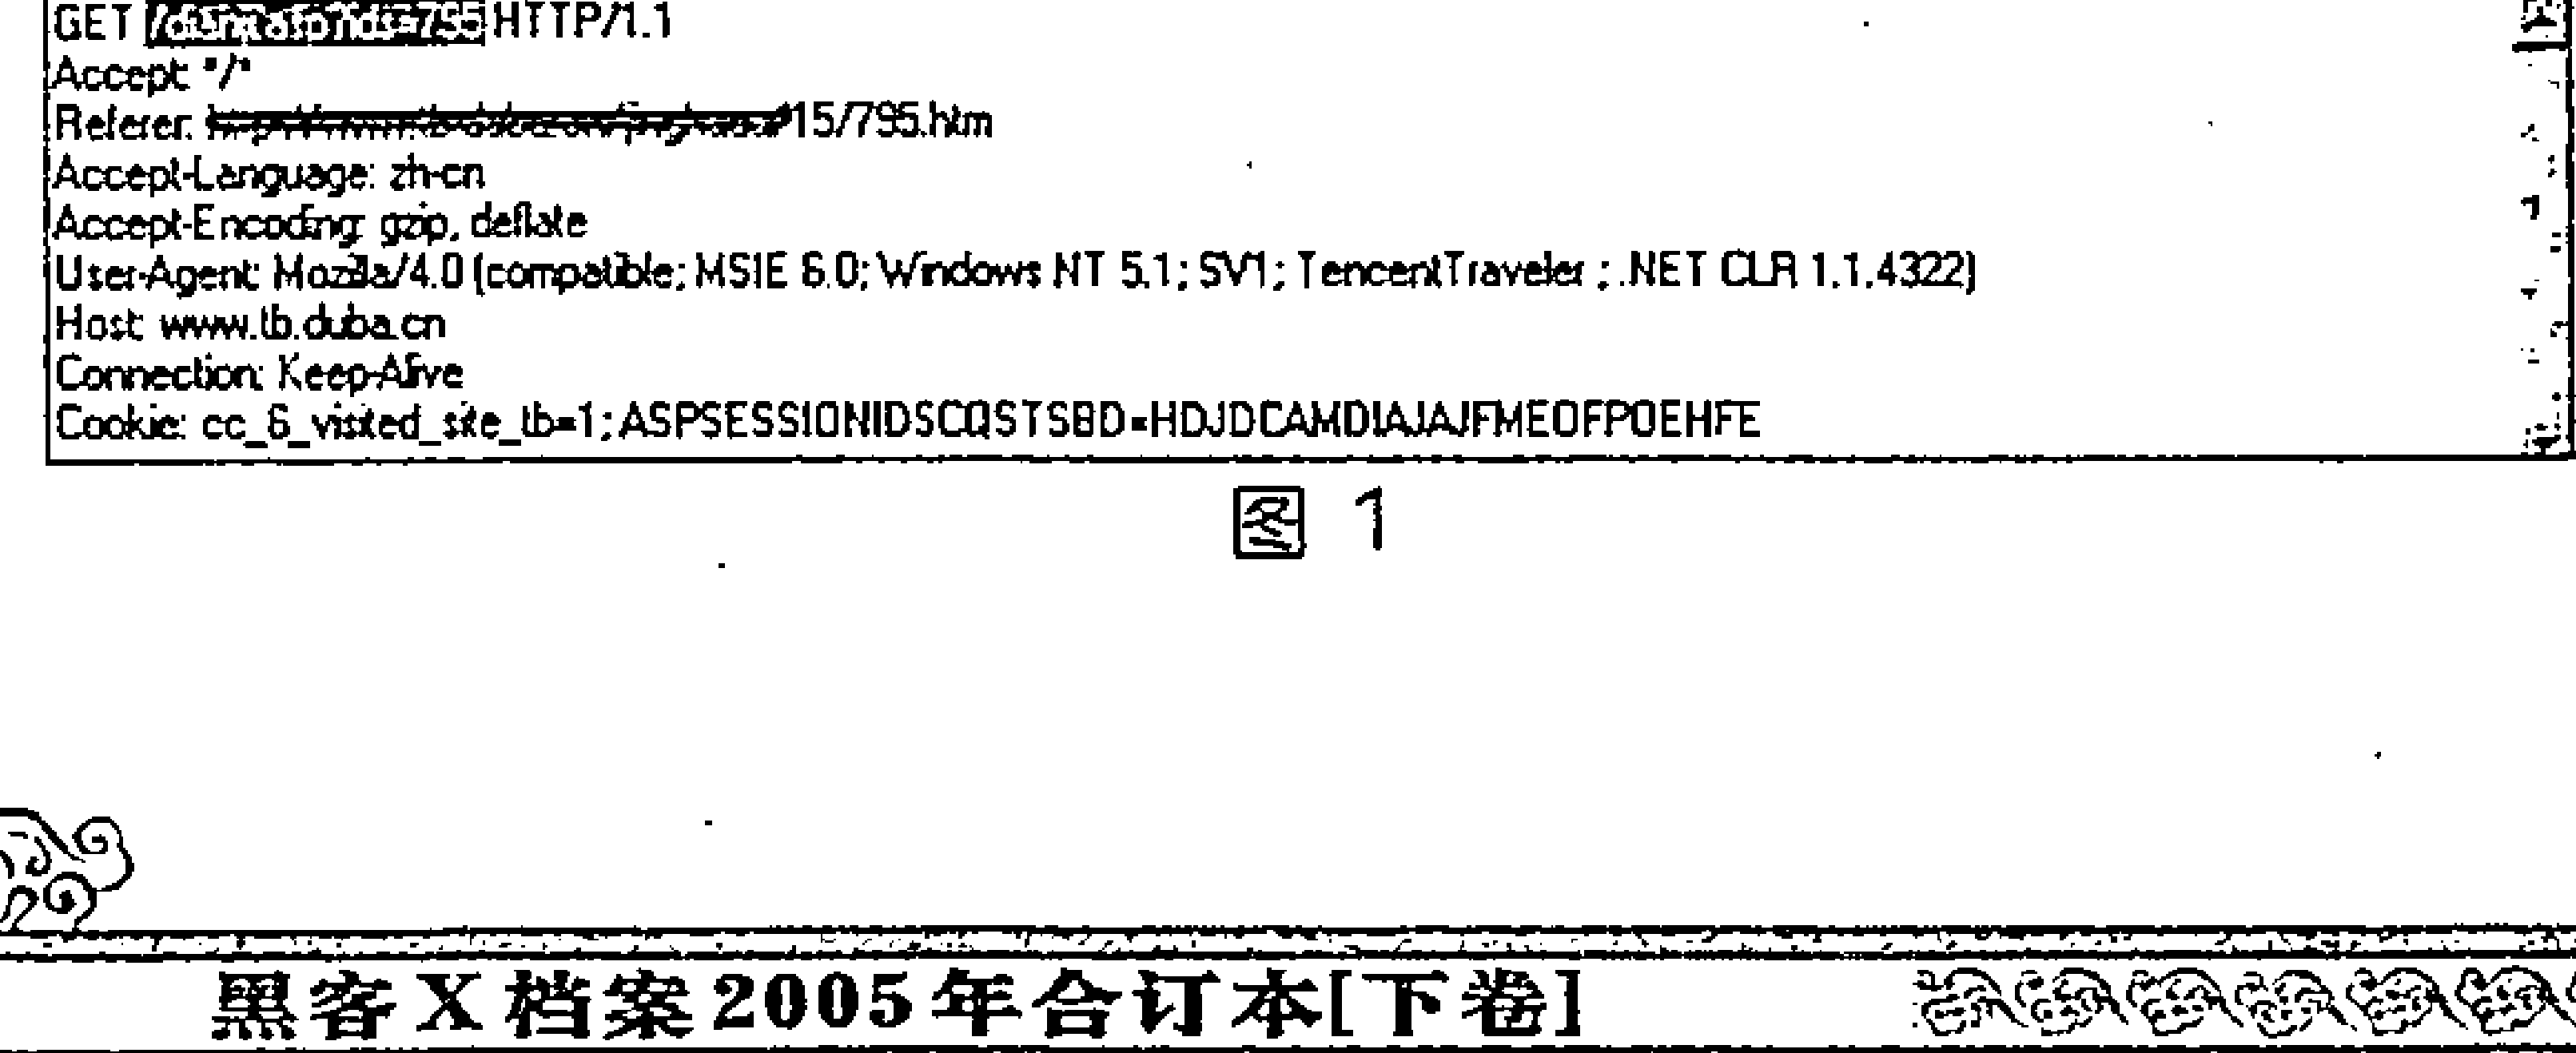 GET HTTP/1.1
Accept: */*
Referer: 15/795.htm
Accept-Language: zh-cn
Accept-Encoding: gzip, deflate
User-Agent: Mozilla/4.0 (compatible; MSIE 6.0; Windows NT 5.1; SV1; TencentTraveler ; .NET CLR 1.1.4322)
Host: www.tb.duba.cn
Connection: Keep-Alive
Cookie: cc_6_visited_site_tb=1; ASPSESSIONIDSCQSTSBD=HDJDCAMDIAJAJFMEOFPOEHFE
图 1
黑客X档案2005年合订本[下卷]